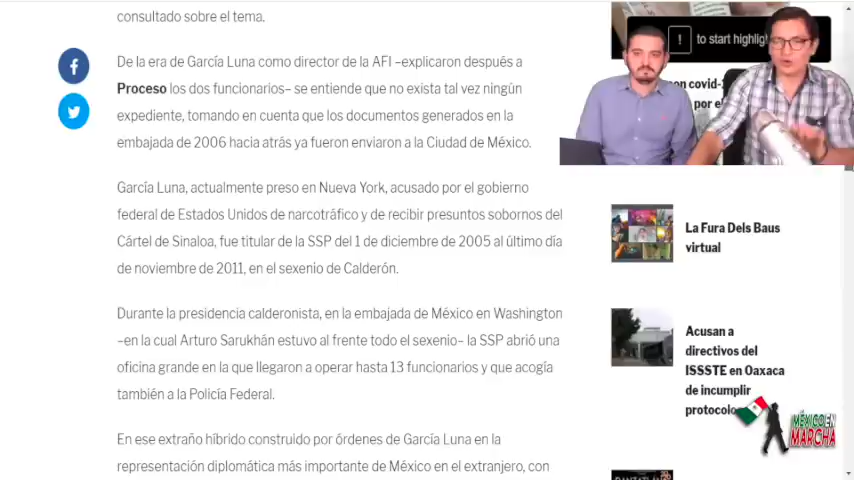 consultado sobre el tema.
De la era de García Luna como director de la AFI –explicaron después a
Proceso los dos funcionarios– se entiende que no exista tal vez ningún
expediente, tomando en cuenta que los documentos generados en la
embajada de 2006 hacia atrás ya fueron enviaron a la Ciudad de México.
García Luna, actualmente preso en Nueva York, acusado por el gobierno
federal de Estados Unidos de narcotráfico y de recibir presuntos sobornos del
Cártel de Sinaloa, fue titular de la SSP del 1 de diciembre de 2005 al último día
de noviembre de 2011, en el sexenio de Calderón.
Durante la presidencia calderonista, en la embajada de México en Washington
–en la cual Arturo Sarukhán estuvo al frente todo el sexenio– la SSP abrió una
oficina grande en la que llegaron a operar hasta 13 funcionarios y que acogía
también a la Policía Federal.
En ese extraño híbrido construido por órdenes de García Luna en la
representación diplomática más importante de México en el extranjero, con
! to start highlig
con covid-
por e
La Fura Dels Baus
virtual
Acusan a
directivos del
ISSSTE en Oaxaca
de incumplir
protocolo
MÉXICO EN
MARCHA